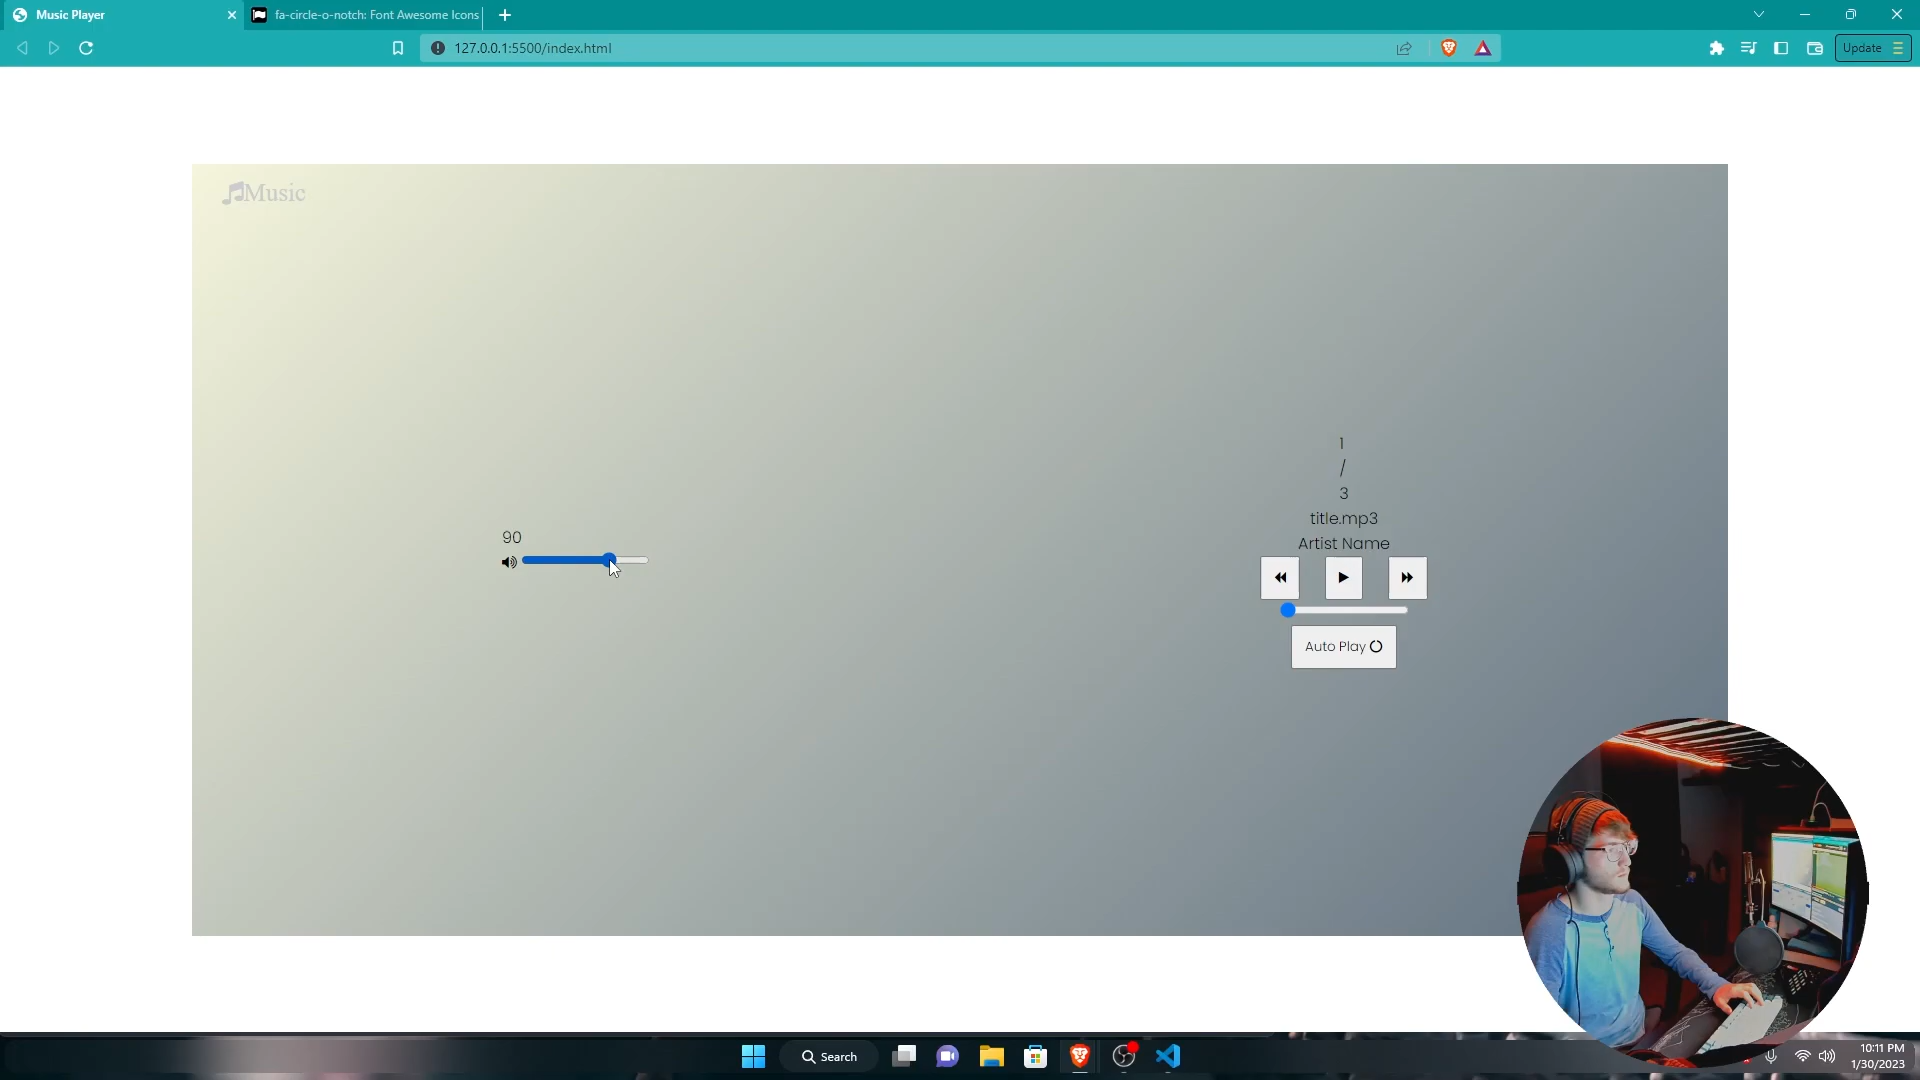 Music Player
fa-circle-o-notch: Font Awesome Icons
127.0.0.1:5500/index.html
Update
Music
90
1
/
3
title.mp3
Artist Name
Auto Play
Search
10:11 PM
1/30/2023